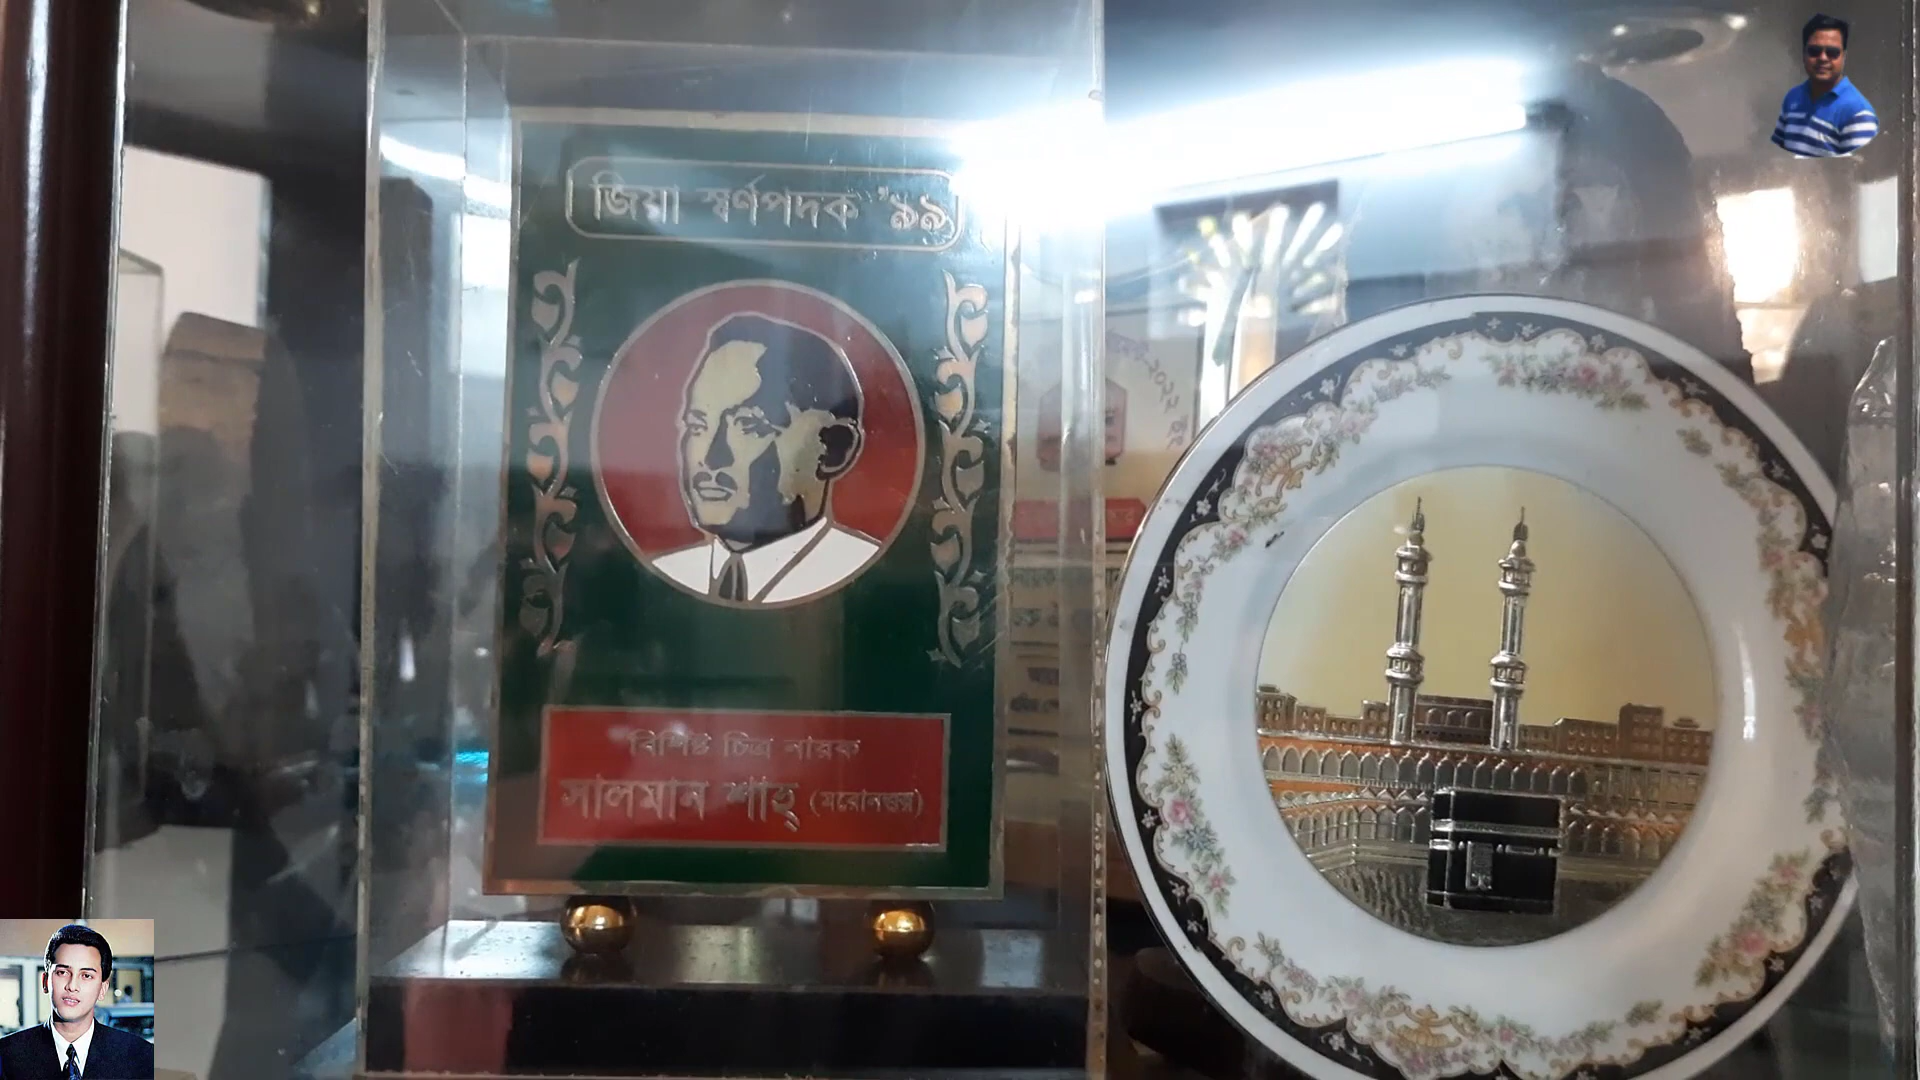 জিয়া স্বর্ণপদক '৯৯
বিশিষ্ট চিত্র নায়ক
সালমান শাহ্ (মরোনত্তর)